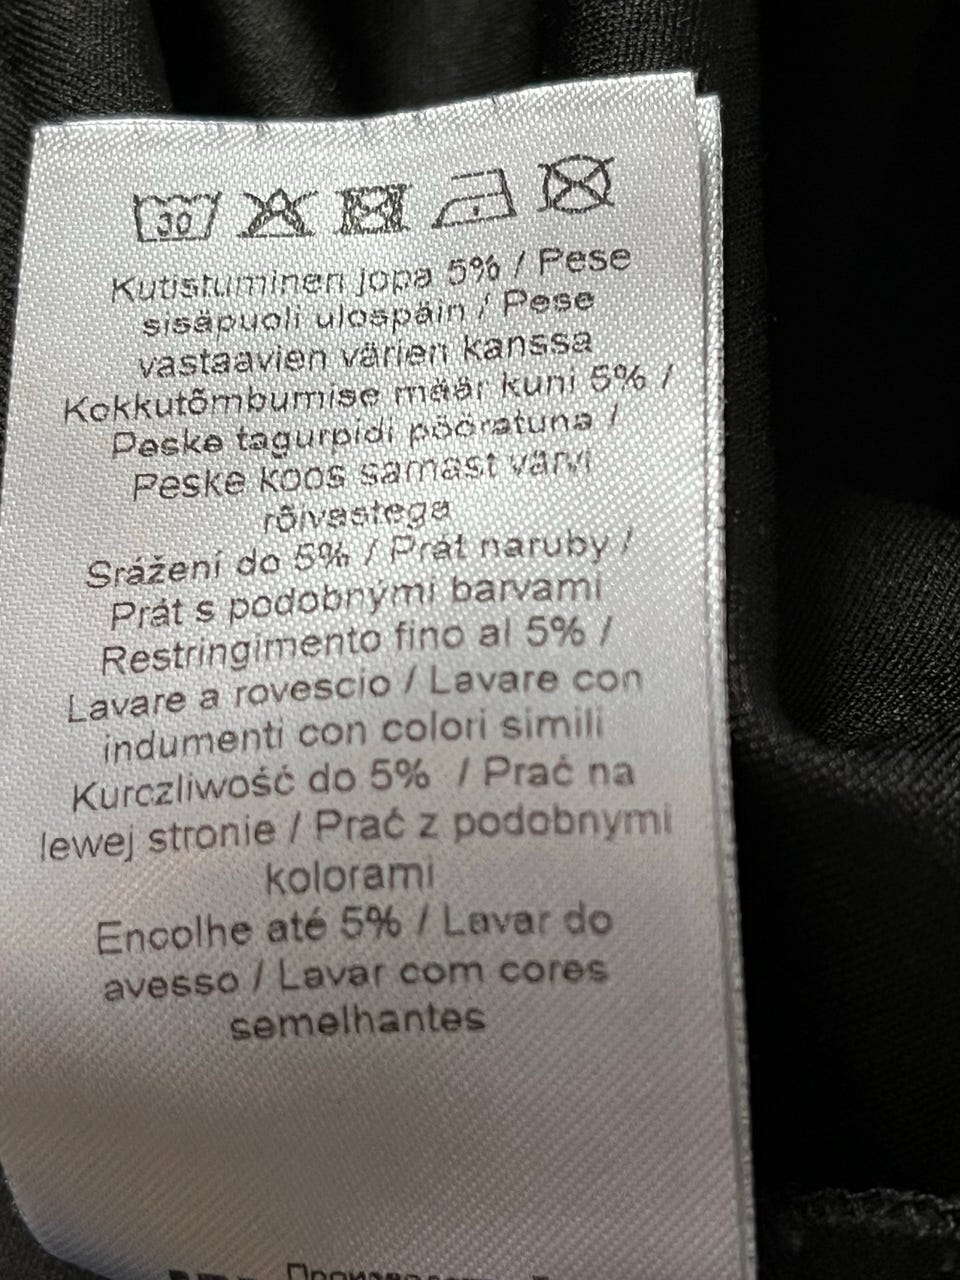 30
Kutistuminen jopa 5% / Pese
sisäpuoli ulospäin / Pese
vastaavien värien kanssa
Kokkutõmbumise määr kuni 5% /
Peske tagurpidi pööratuna /
Peske koos samast värvi
rõivastega
Srážení do 5% / Prát naruby /
Prát s podobnými barvami
Restringimento fino al 5% /
Lavare a rovescio / Lavare con
indumenti con colori simili
Kurczliwość do 5% / Prać na
lewej stronie / Prać z podobnymi
kolorami
Encolhe até 5% / Lavar do
avesso / Lavar com cores
semelhantes